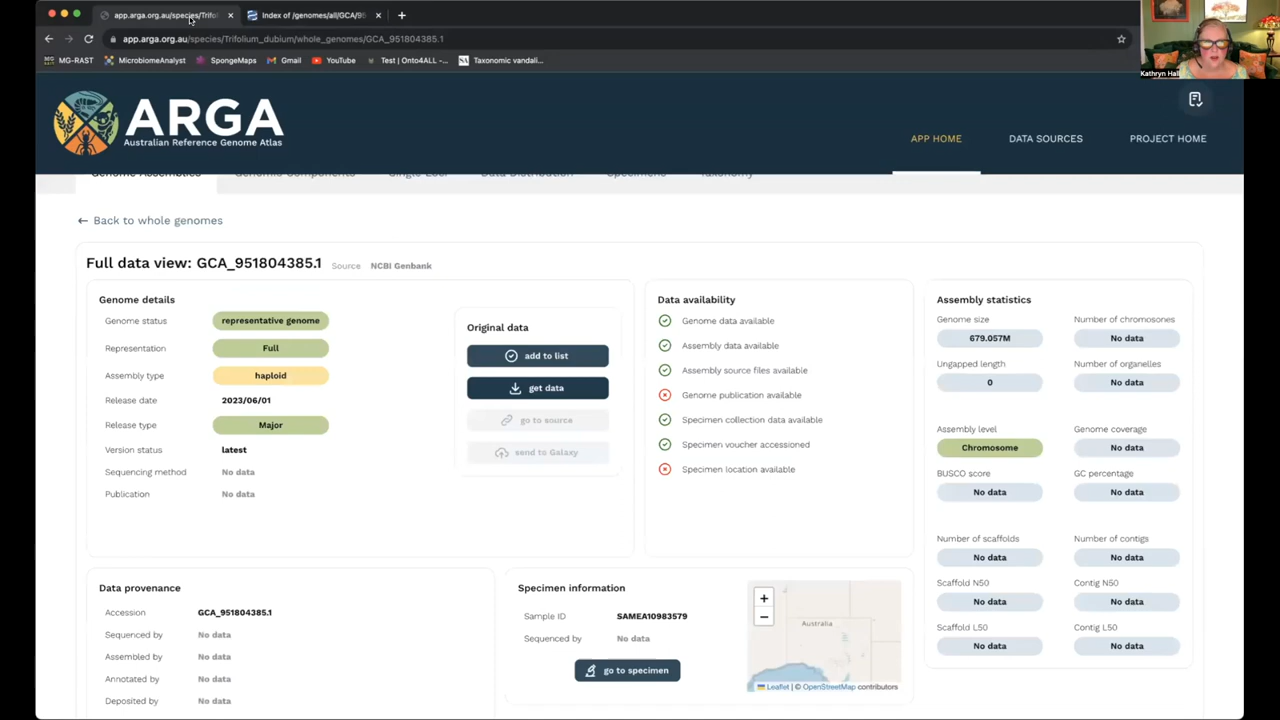 app.arga.org.au/species/Trifol
Index of /genomes/all/GCA/95
app.arga.org.au/species/Trifolium_dubium/whole_genomes/GCA_951804385.1
MG-RAST
MicrobiomeAnalyst
SpongeMaps
Gmail
YouTube
Test | Onto4ALL -...
Taxonomic vandali...
Kathryn Hall
ARGA
Australian Reference Genome Atlas
APP HOME
DATA SOURCES
PROJECT HOME
Genome Assemblies
Genomic Components
Single Loci
Data Distribution
Specimens
Taxonomy
← Back to whole genomes
Full data view: GCA_951804385.1 Source NCBI Genbank
Genome details
Genome status representative genome
Representation Full
Assembly type haploid
Release date 2023/06/01
Release type Major
Version status latest
Sequencing method No data
Publication No data
Original data
add to list
get data
go to source
send to Galaxy
Data availability
Genome data available
Assembly data available
Assembly source files available
Genome publication available
Specimen collection data available
Specimen voucher accessioned
Specimen location available
Assembly statistics
Genome size Number of chromosomes
679.057M No data
Ungapped length Number of organelles
0 No data
Assembly level Genome coverage
Chromosome No data
BUSCO score GC percentage
No data No data
Number of scaffolds Number of contigs
No data No data
Scaffold N50 Contig N50
No data No data
Scaffold L50 Contig L50
No data No data
Data provenance
Accession GCA_951804385.1
Sequenced by No data
Assembled by No data
Annotated by No data
Deposited by No data
Specimen information
Sample ID SAMEA10983579
Sequenced by No data
go to specimen
+
−
Australia
Leaflet | © OpenStreetMap contributors